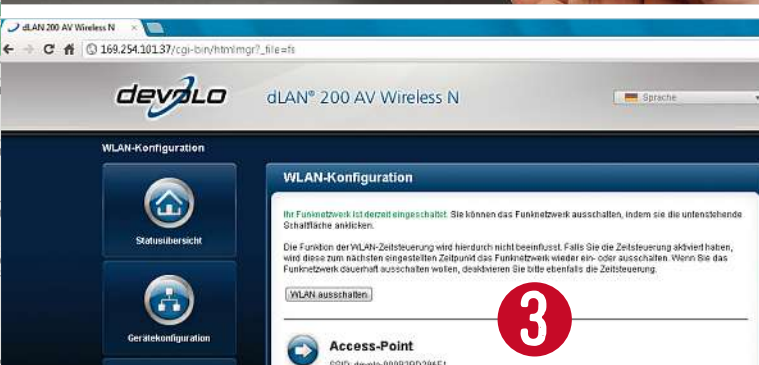 dLAN 200 AV Wireless N
169.254.101.37/cgi-bin/htmlmgr?_file=fs
devolo
dLAN® 200 AV Wireless N
Sprache
WLAN-Konfiguration
Statusübersicht
Gerätekonfiguration
WLAN-Konfiguration
Ihr Funknetzwerk ist derzeit eingeschaltet. Sie können das Funknetzwerk ausschalten, indem sie die untenstehende
Schaltfläche anklicken.
Die Funktion der WLAN-Zeitsteuerung wird hierdurch nicht beeinflusst. Falls Sie die Zeitsteuerung aktiviert haben,
wird diese zum nächsten eingestellten Zeitpunkt das Funknetzwerk wieder ein- oder ausschalten. Wenn Sie das
Funknetzwerk dauerhaft ausschalten wollen, deaktivieren Sie bitte ebenfalls die Zeitsteuerung.
WLAN ausschalten
3
Access-Point
SSID: devolo